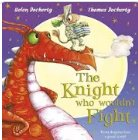 Helen Docherty
Thomas Docherty
The
Knight
who wouldn't
Fight